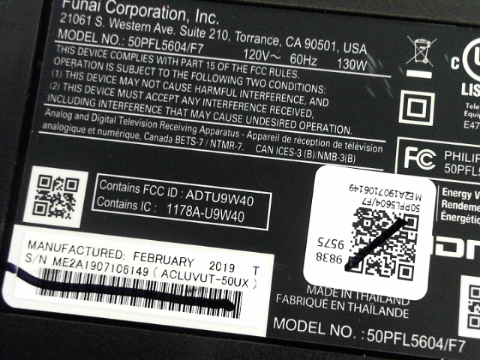 Funai Corporation, Inc.
21061 S. Western Ave. Suite 210, Torrance, CA 90501, USA
MODEL NO.: 50PFL5604/F7 120V~ 60Hz 130W
THIS DEVICE COMPLIES WITH PART 15 OF THE FCC RULES.
OPERATION IS SUBJECT TO THE FOLLOWING TWO CONDITIONS:
(1) THIS DEVICE MAY NOT CAUSE HARMFUL INTERFERENCE, AND
(2) THIS DEVICE MUST ACCEPT ANY INTERFERENCE RECEIVED,
INCLUDING INTERFERENCE THAT MAY CAUSE UNDESIRED OPERATION.
Analog and Digital Television Receiving Apparatus - Appareil de réception de télévision
analogique et numérique, Canada BETS-7 / NTMR-7. CAN ICES-3 (B)/NMB-3(B)
c UL
LIS
E47
FC
PHILIP
50PFL5
Contains FCC ID : ADTU9W40
Contains IC : 1178A-U9W40
ME2A1907106149
50PFL5604/F7
9838
9575
Energy V
Rendeme
Énergétic
MANUFACTURED: FEBRUARY 2019 T
S/N ME2A1907106149 (ACLUVUT-50UX)
MADE IN THAILAND
FABRIQUÉ EN THAÏLANDE
MODEL NO. : 50PFL5604/F7